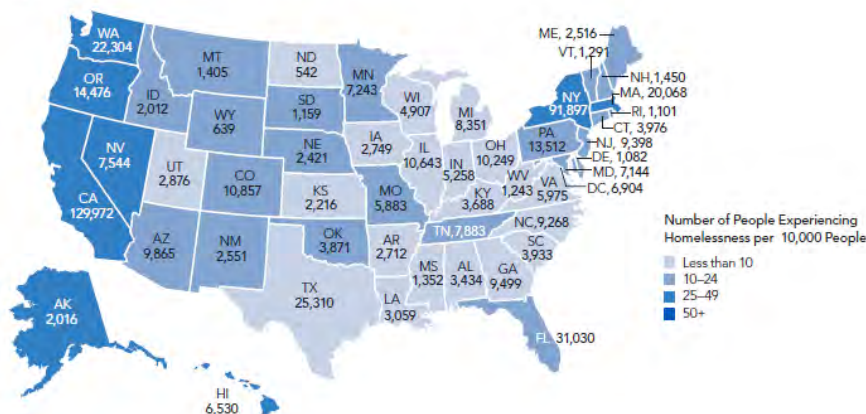 WA
22,304
OR
14,476
CA
129,972
NV
7,544
ID
2,012
MT
1,405
WY
639
UT
2,876
AZ
9,865
CO
10,857
NM
2,551
ND
542
SD
1,159
NE
2,421
KS
2,216
OK
3,871
TX
25,310
MN
7,243
IA
2,749
MO
5,883
AR
2,712
LA
3,059
WI
4,907
IL
10,643
MI
8,351
IN
5,258
OH
10,249
KY
3,688
TN, 7,883
MS
1,352
AL
3,434
GA
9,499
FL 31,030
SC
3,933
NC, 9,268
VA
5,975
WV
1,243
PA
13,512
NY
91,897
ME, 2,516
VT, 1,291
NH, 1,450
MA, 20,068
RI, 1,101
CT, 3,976
NJ, 9,398
DE, 1,082
MD, 7,144
DC, 6,904
AK
2,016
HI
6,530
Number of People Experiencing
Homelessness per 10,000 People
Less than 10
10–24
25–49
50+